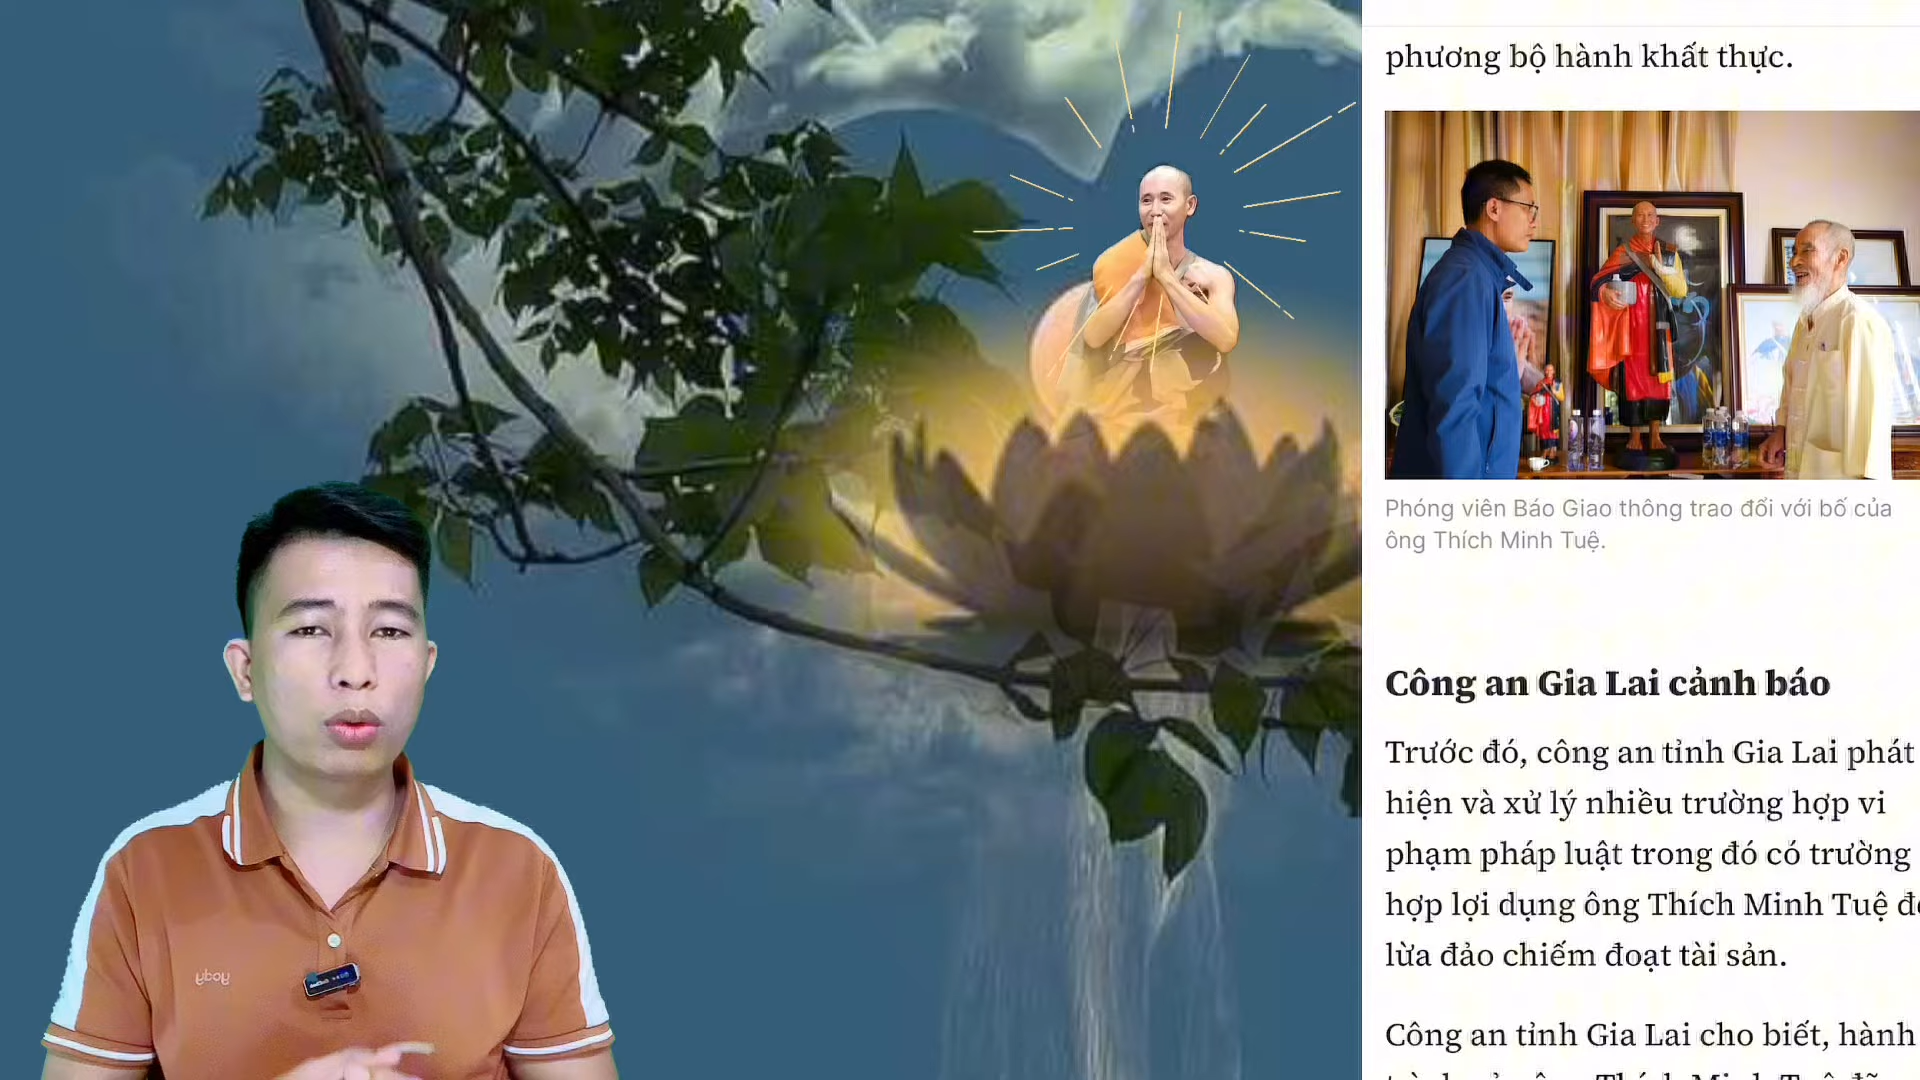 phương bộ hành khất thực.
Phóng viên Báo Giao thông trao đổi với bố của
ông Thích Minh Tuệ.
Công an Gia Lai cảnh báo
Trước đó, công an tỉnh Gia Lai phát
hiện và xử lý nhiều trường hợp vi
phạm pháp luật trong đó có trường
hợp lợi dụng ông Thích Minh Tuệ
lừa đảo chiếm đoạt tài sản.
Công an tỉnh Gia Lai cho biết, hành